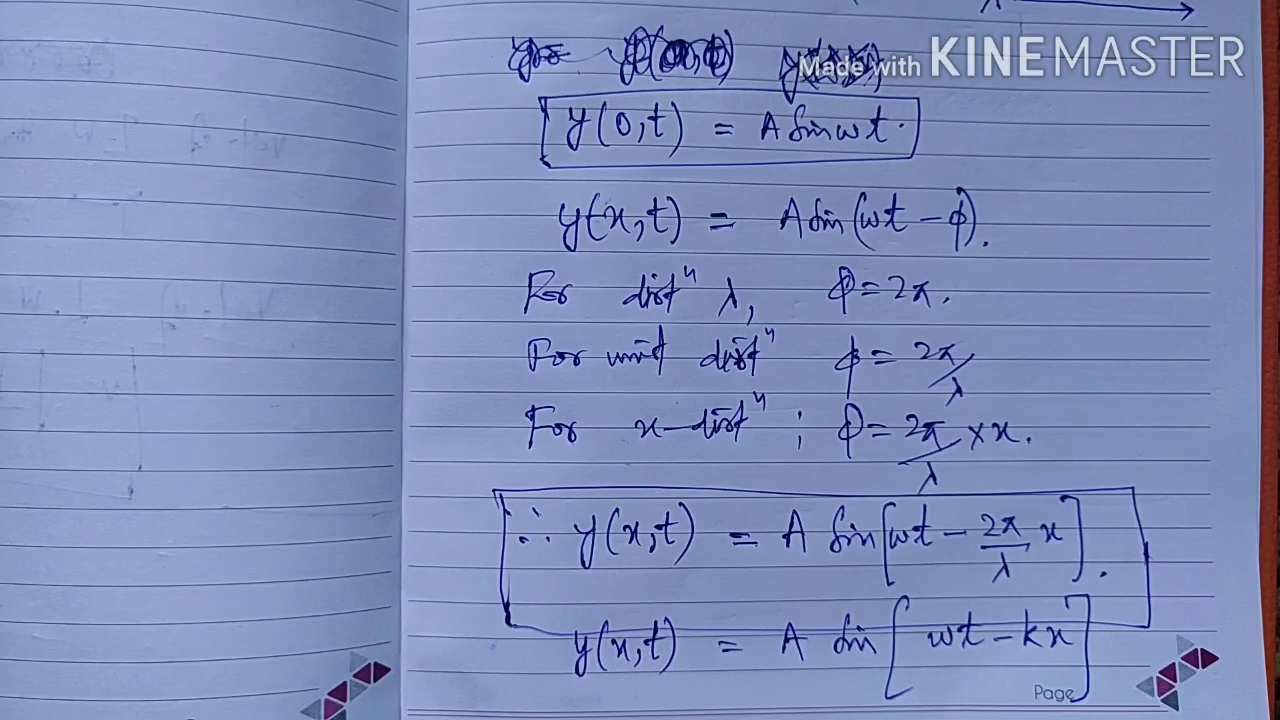 Made with KINEMASTER
y(0,t) = A Sin ωt.
y(x,t) = A Sin (ωt - ϕ).
For distⁿ λ, ϕ = 2π.
For unit distⁿ ϕ = 2π/λ
For x-distⁿ ; ϕ = 2π/λ × x.
∴ y(x,t) = A Sin [ωt - 2π/λ x].
y(x,t) = A Sin [ωt - kx]
Page